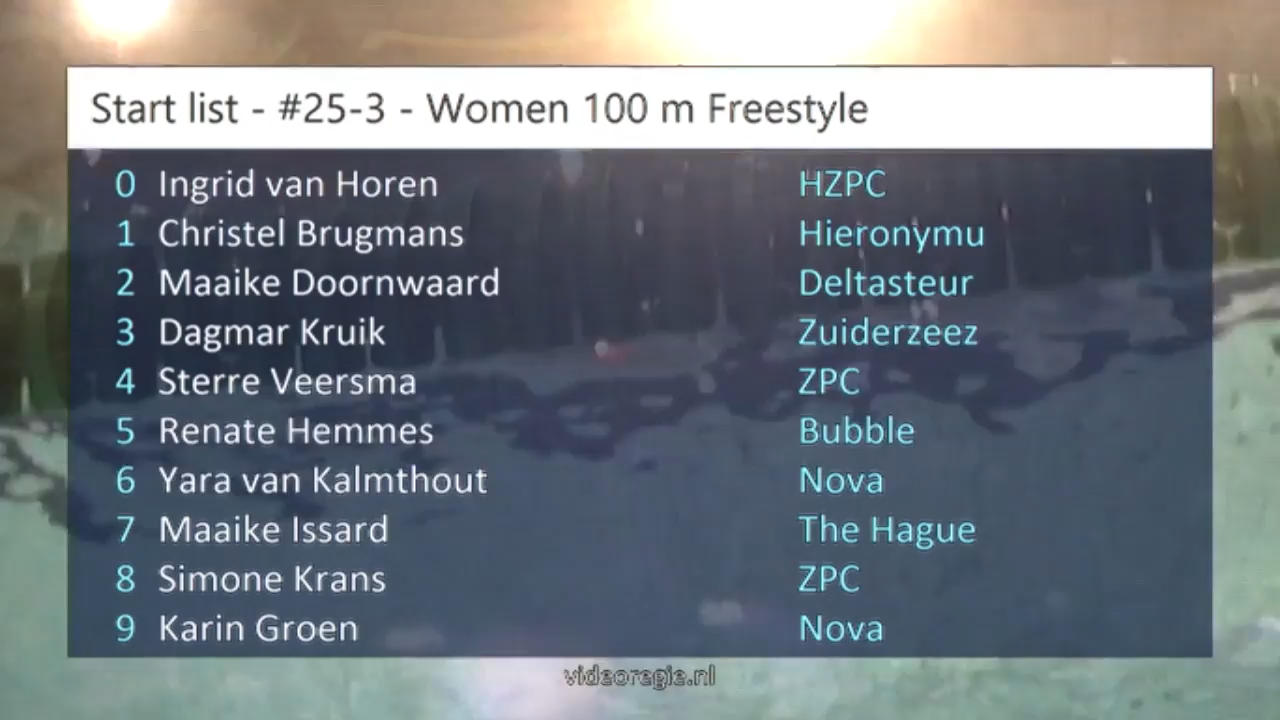 Start list - #25-3 - Women 100 m Freestyle
0 Ingrid van Horen HZPC
1 Christel Brugmans Hieronymu
2 Maaike Doornwaard Deltasteur
3 Dagmar Kruik Zuiderzeez
4 Sterre Veersma ZPC
5 Renate Hemmes Bubble
6 Yara van Kalmthout Nova
7 Maaike Issard The Hague
8 Simone Krans ZPC
9 Karin Groen Nova
videoregie.nl